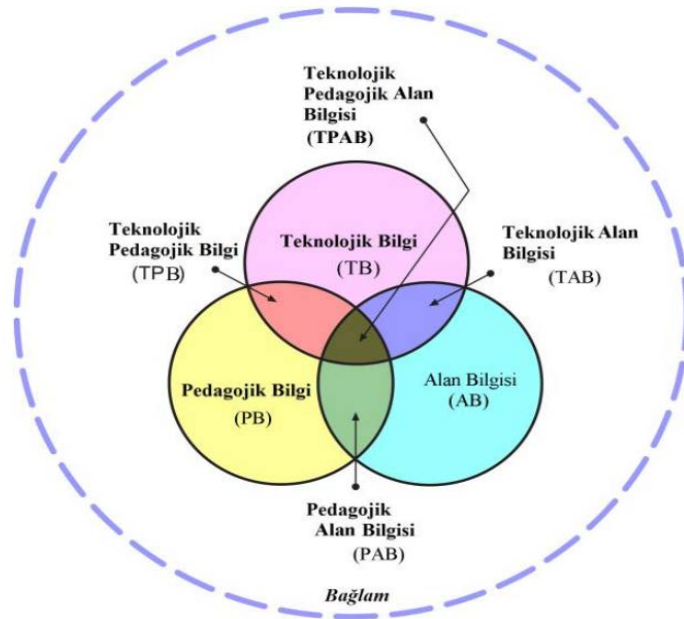 Teknolojik
Pedagojik Alan
Bilgisi
(TPAB)
Teknolojik
Pedagojik Bilgi
(TPB)
Teknolojik Bilgi
(TB)
Teknolojik Alan
Bilgisi
(TAB)
Pedagojik Bilgi
(PB)
Alan Bilgisi
(AB)
Pedagojik
Alan Bilgisi
(PAB)
Bağlam